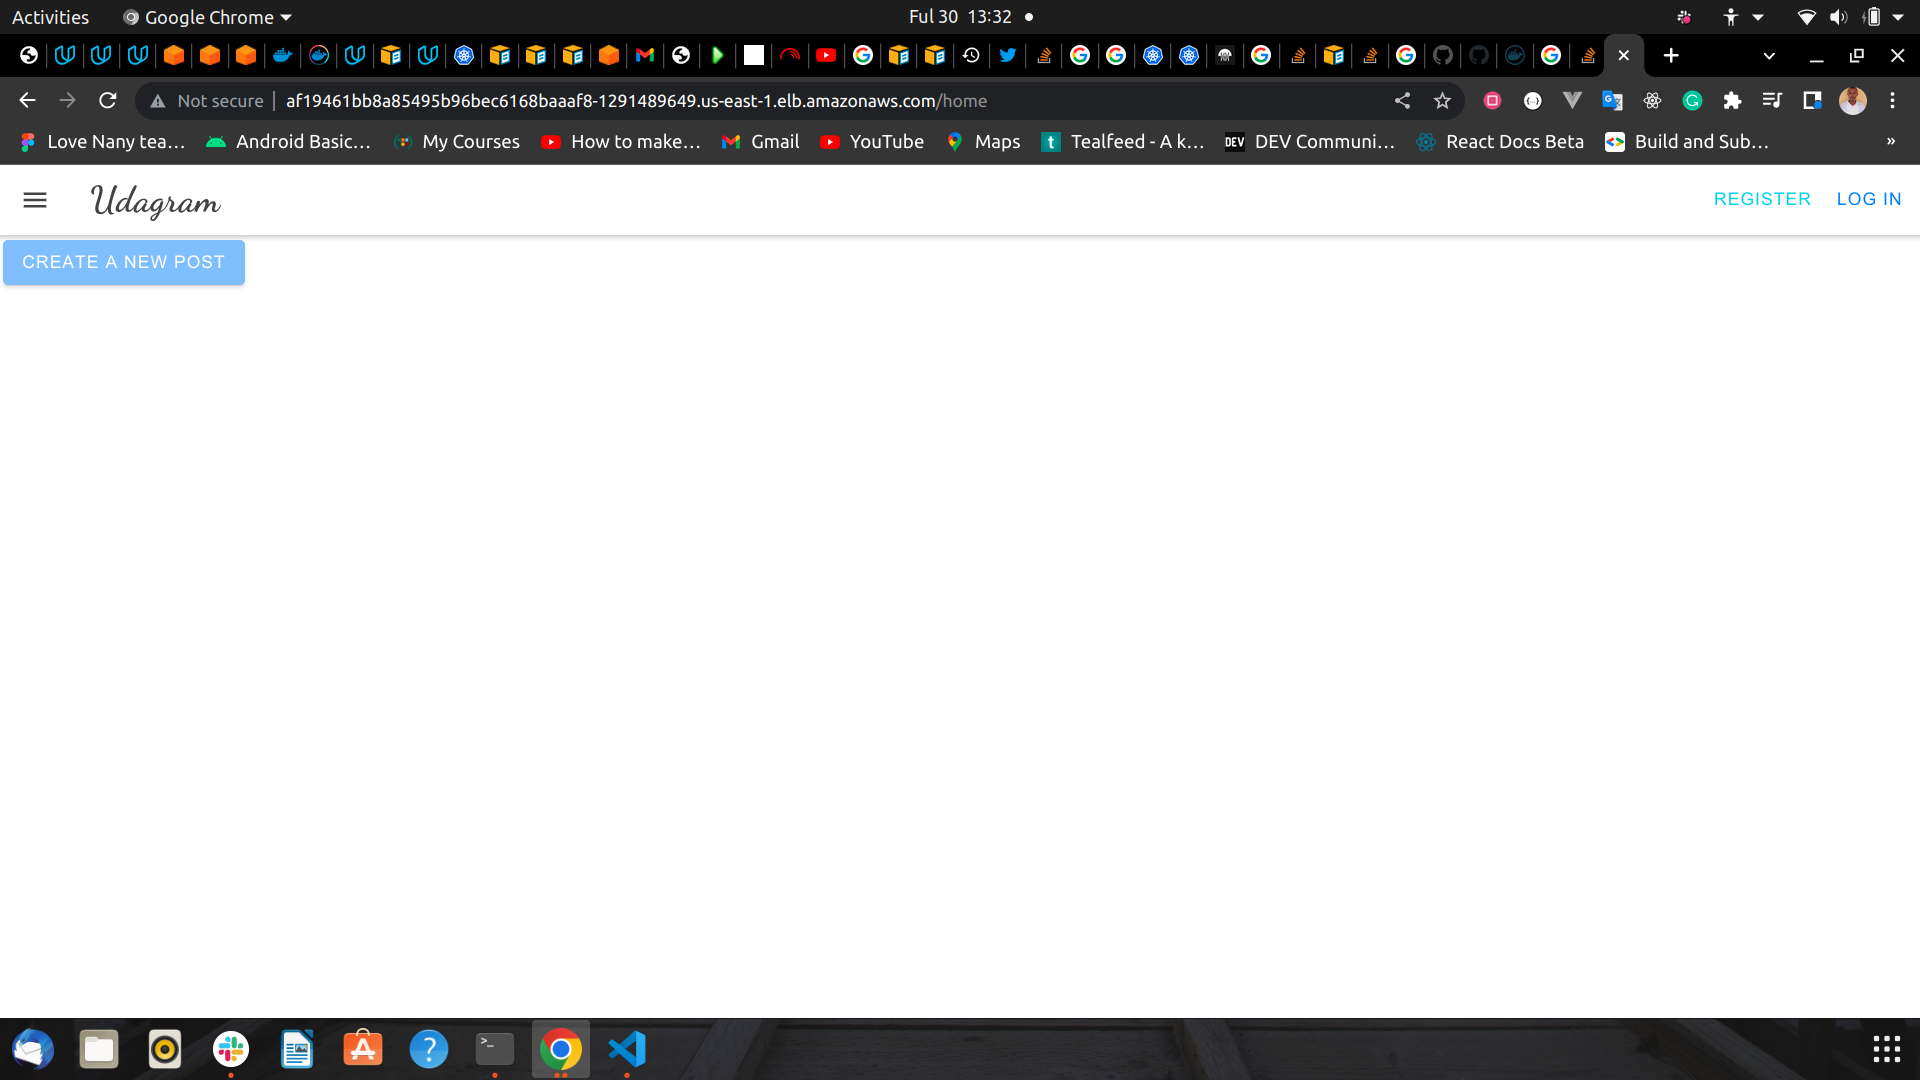 Activities Google Chrome Ful 30 13:32
Not secure af19461bb8a85495b96bec6168baaaf8-1291489649.us-east-1.elb.amazonaws.com/home
Love Nany tea… Android Basic… My Courses How to make… Gmail YouTube Maps t Tealfeed - A k… DEV DEV Communi… React Docs Beta Build and Sub… »
Udagram REGISTER LOG IN
CREATE A NEW POST